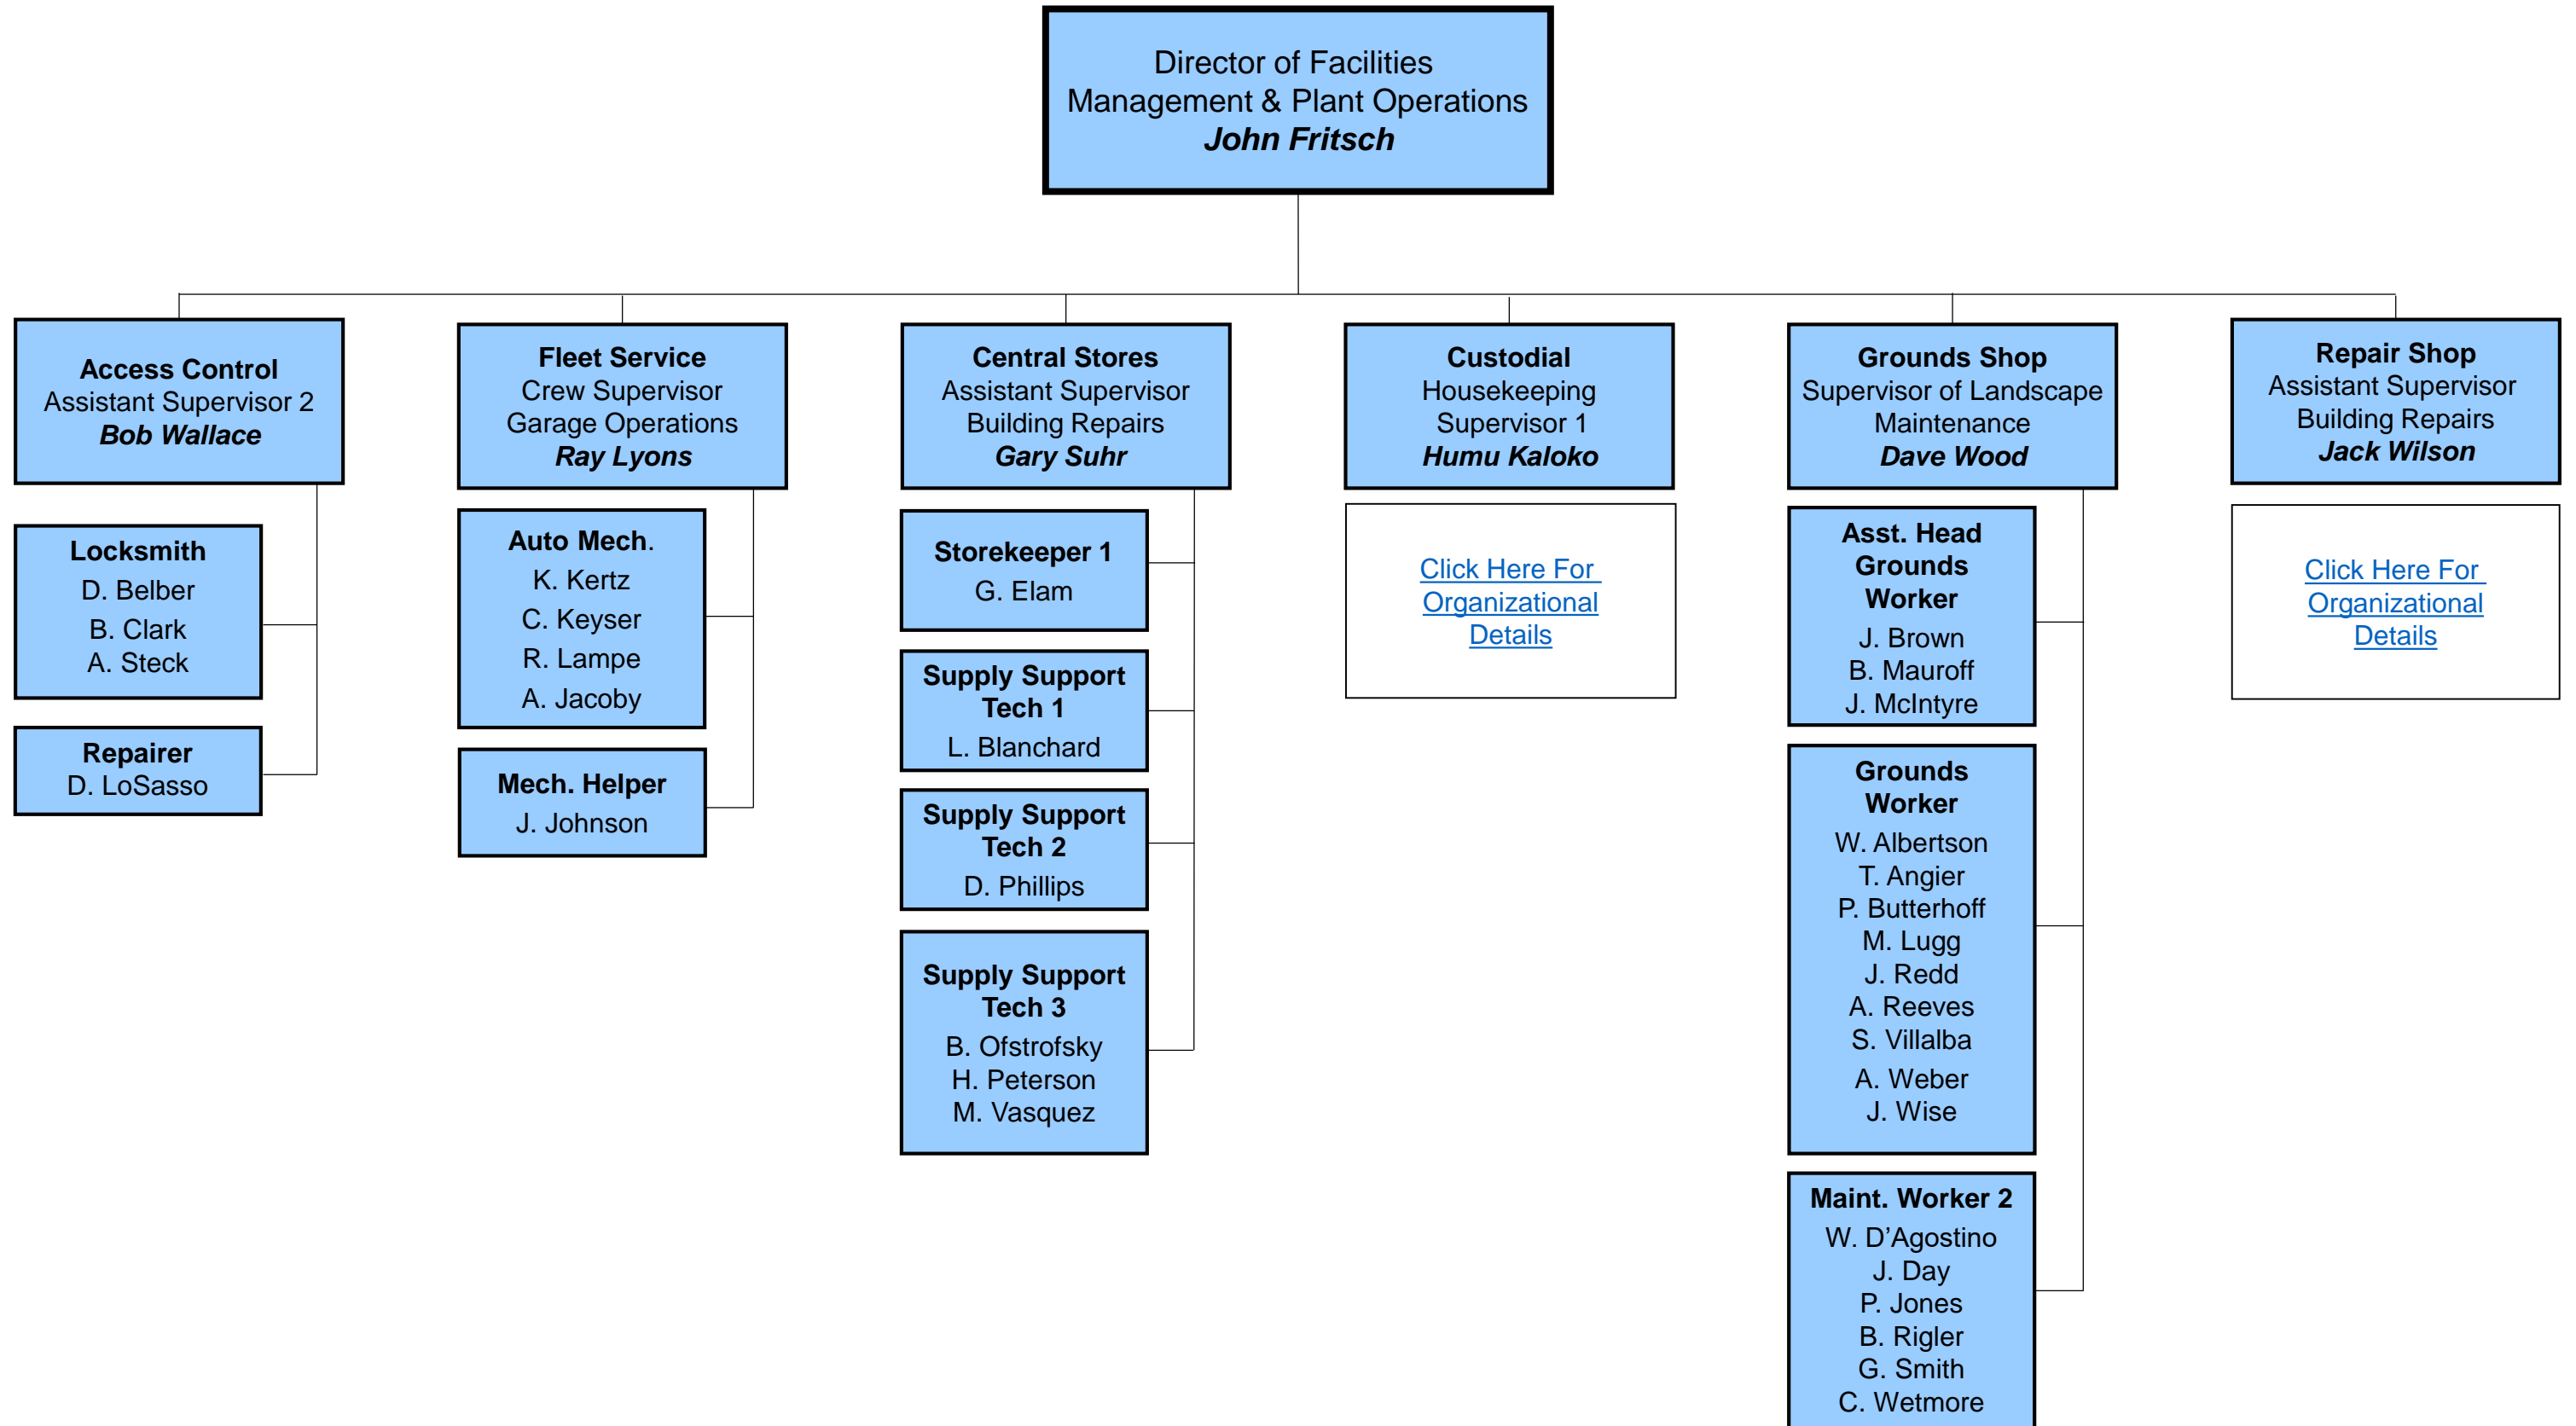 Director of Facilities
Management & Plant Operations
John Fritsch
Access Control
Assistant Supervisor 2
Bob Wallace
Locksmith
D. Belber
B. Clark
A. Steck
Repairer
D. LoSasso
Fleet Service
Crew Supervisor
Garage Operations
Ray Lyons
Auto Mech.
K. Kertz
C. Keyser
R. Lampe
A. Jacoby
Mech. Helper
J. Johnson
Central Stores
Assistant Supervisor
Building Repairs
Gary Suhr
Storekeeper 1
G. Elam
Supply Support
Tech 1
L. Blanchard
Supply Support
Tech 2
D. Phillips
Supply Support
Tech 3
B. Ofstrofsky
H. Peterson
M. Vasquez
Custodial
Housekeeping
Supervisor 1
Humu Kaloko
Click Here For
Organizational
Details
Grounds Shop
Supervisor of Landscape
Maintenance
Dave Wood
Asst. Head
Grounds
Worker
J. Brown
B. Mauroff
J. McIntyre
Grounds
Worker
W. Albertson
T. Angier
P. Butterhoff
M. Lugg
J. Redd
A. Reeves
S. Villalba
A. Weber
J. Wise
Maint. Worker 2
W. D’Agostino
J. Day
P. Jones
B. Rigler
G. Smith
C. Wetmore
Repair Shop
Assistant Supervisor
Building Repairs
Jack Wilson
Click Here For
Organizational
Details